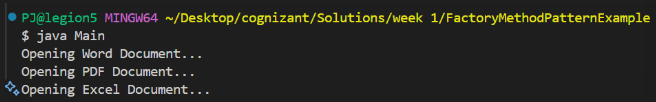 PJ@legion5 MINGW64 ~/Desktop/cognizant/Solutions/week 1/FactoryMethodPatternExample
$ java Main
Opening Word Document...
Opening PDF Document...
Opening Excel Document...